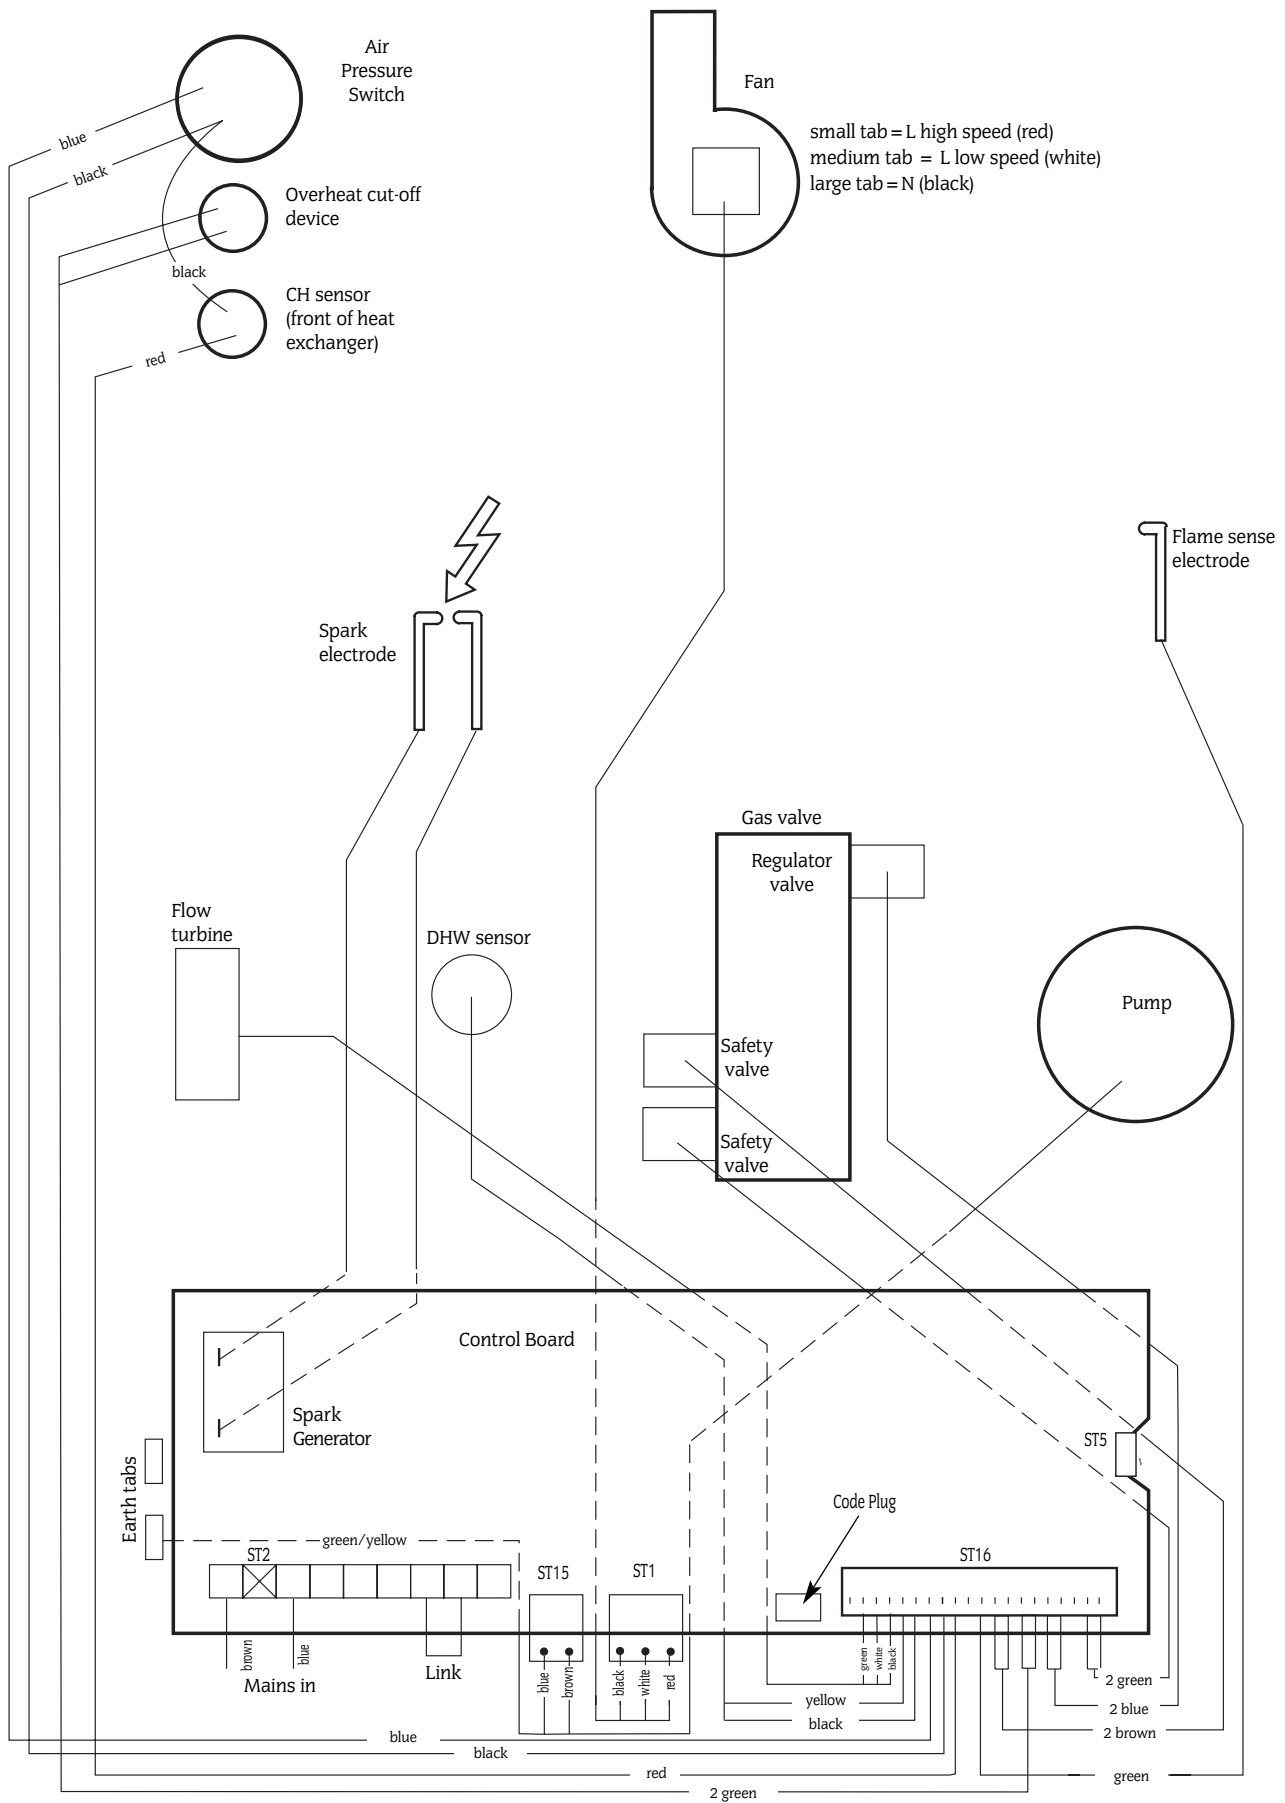 Air
Pressure
Switch
Fan
small tab = L high speed (red)
medium tab = L low speed (white)
large tab = N (black)
blue
black
Overheat cut-off
device
black
CH sensor
(front of heat
exchanger)
red
Flame sense
electrode
Spark
electrode
Gas valve
Regulator
valve
Flow
turbine
DHW sensor
Pump
Safety
valve
Safety
valve
Control Board
Spark
Generator
ST5
Earth tabs
Code Plug
green/yellow
ST2
ST15
ST1
ST16
brown
blue
Mains in
Link
blue
brown
black
white
red
green
white
black
2 green
yellow
2 blue
black
2 brown
blue
black
red
green
2 green